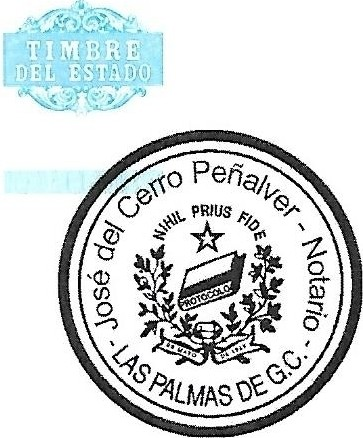 TIMBRE
DEL ESTADO
José del Cerro Peñalver - Notario -
- LAS PALMAS DE G.C. -
NIHIL PRIUS FIDE
PROTOCOLO